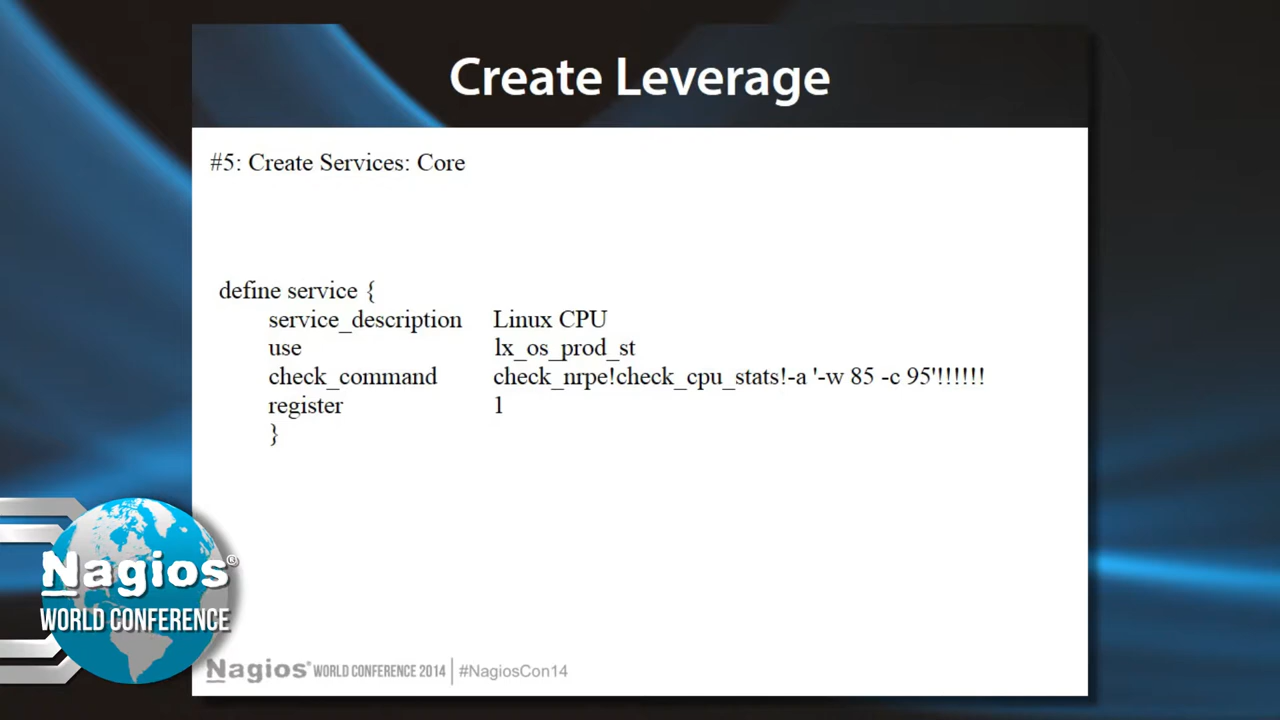 Create Leverage
#5: Create Services: Core
define service {
service_description Linux CPU
use lx_os_prod_st
check_command check_nrpe!check_cpu_stats!-a '-w 85 -c 95'!!!!!!
register 1
}
Nagios®
WORLD CONFERENCE
Nagios® WORLD CONFERENCE 2014 | #NagiosCon14